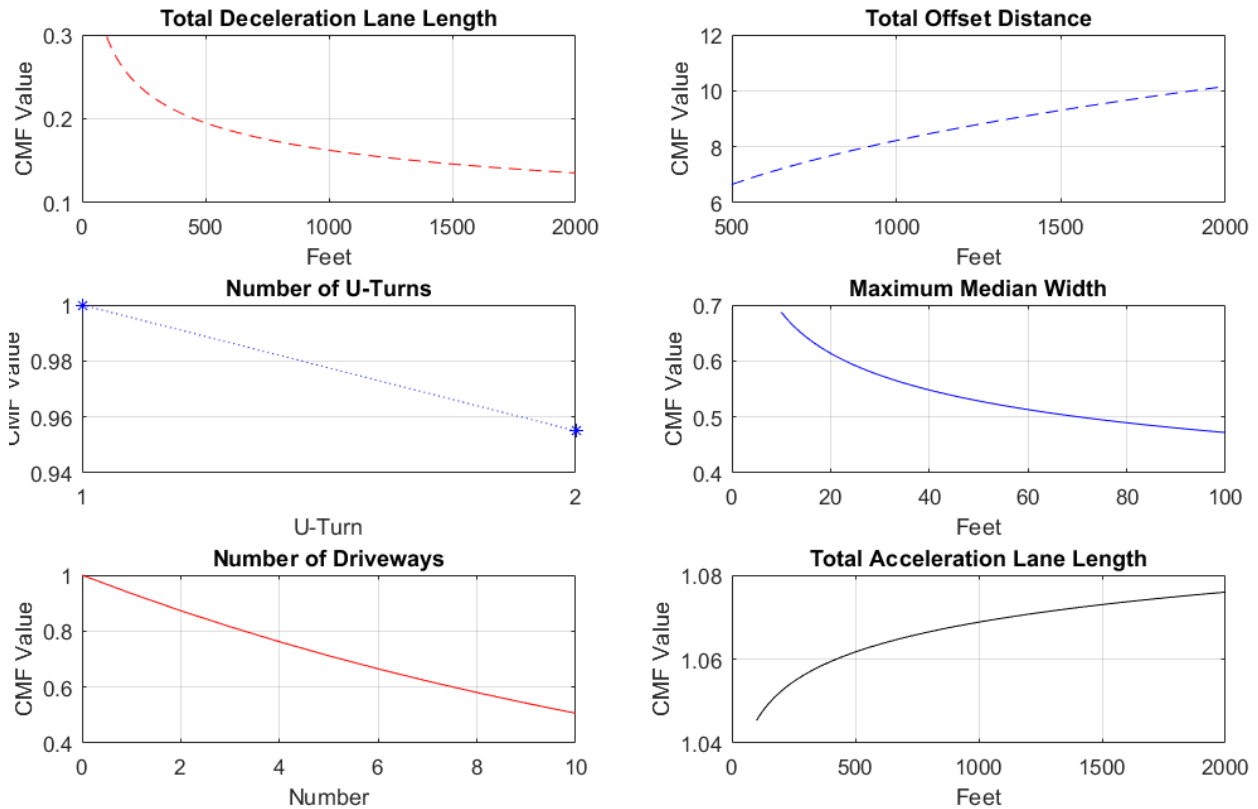 Total Deceleration Lane Length
0.3
0.2
0.1
CMF Value
0 500 1000 1500 2000
Feet
Total Offset Distance
12
10
8
6
CMF Value
500 1000 1500 2000
Feet
Number of U-Turns
1
0.98
0.96
0.94
CMF Value
1 2
U-Turn
Maximum Median Width
0.7
0.6
0.5
0.4
CMF Value
0 20 40 60 80 100
Feet
Number of Driveways
1
0.8
0.6
0.4
CMF Value
0 2 4 6 8 10
Number
Total Acceleration Lane Length
1.08
1.06
1.04
CMF Value
0 500 1000 1500 2000
Feet